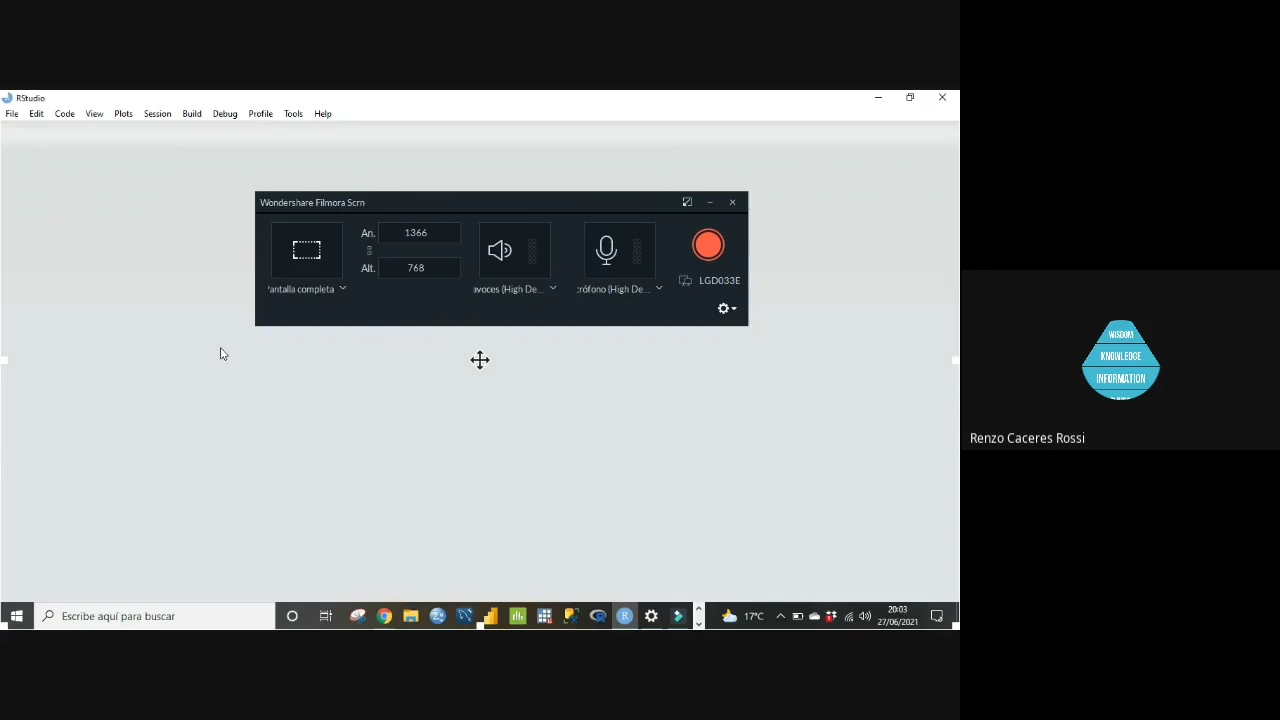 RStudio
File Edit Code View Plots Session Build Debug Profile Tools Help
Wondershare Filmora Scrn
An. 1366
Alt. 768
Pantalla completa
avoces (High De...
crófono (High De...
LGD033E
WISDOM
KNOWLEDGE
INFORMATION
Renzo Caceres Rossi
Escribe aquí para buscar
17°C
20:03
27/06/2021